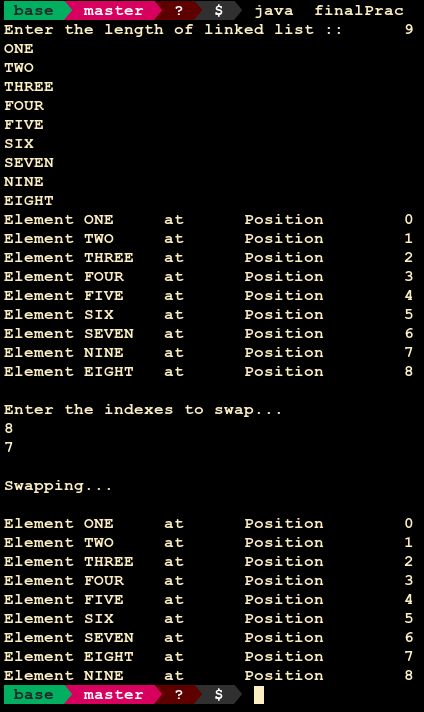 base master ? $ java finalPrac
Enter the length of linked list :: 9
ONE
TWO
THREE
FOUR
FIVE
SIX
SEVEN
NINE
EIGHT
Element ONE at Position 0
Element TWO at Position 1
Element THREE at Position 2
Element FOUR at Position 3
Element FIVE at Position 4
Element SIX at Position 5
Element SEVEN at Position 6
Element NINE at Position 7
Element EIGHT at Position 8
Enter the indexes to swap...
8
7
Swapping...
Element ONE at Position 0
Element TWO at Position 1
Element THREE at Position 2
Element FOUR at Position 3
Element FIVE at Position 4
Element SIX at Position 5
Element SEVEN at Position 6
Element EIGHT at Position 7
Element NINE at Position 8
base master ? $